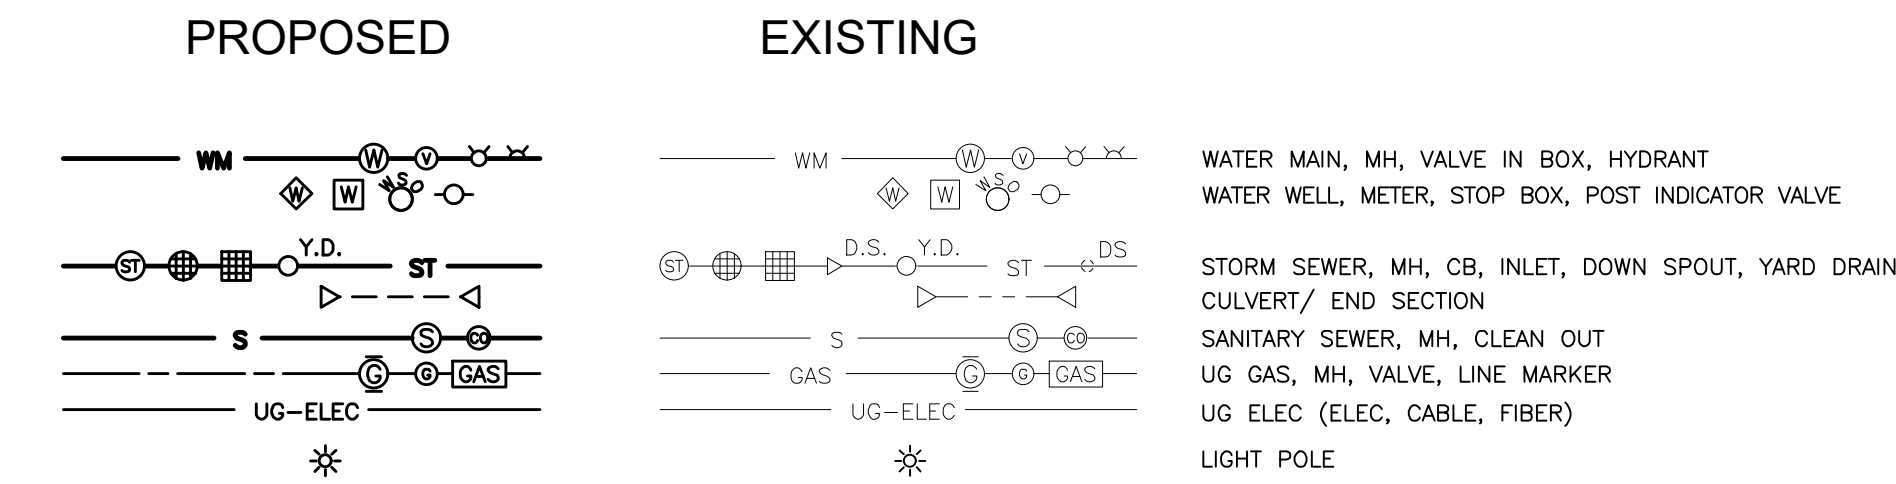 PROPOSED EXISTING
WM W V WM W V WATER MAIN, MH, VALVE IN BOX, HYDRANT
W W WSO W W WSO WATER WELL, METER, STOP BOX, POST INDICATOR VALVE
Y.D. D.S. Y.D. DS
ST ST ST ST STORM SEWER, MH, CB, INLET, DOWN SPOUT, YARD DRAIN
CULVERT/ END SECTION
S S CO S S CO SANITARY SEWER, MH, CLEAN OUT
G G GAS GAS G G GAS UG GAS, MH, VALVE, LINE MARKER
UG-ELEC UG-ELEC UG ELEC (ELEC, CABLE, FIBER)
LIGHT POLE